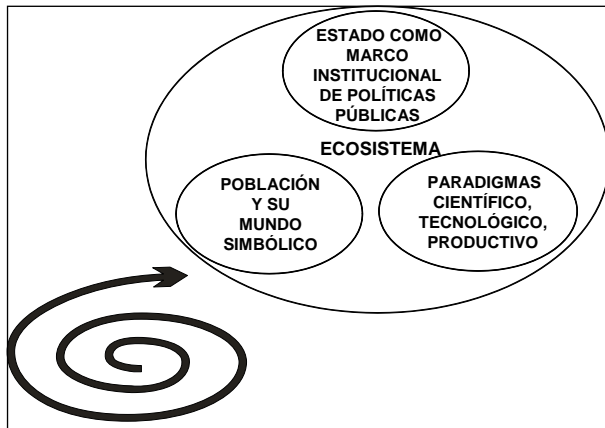 ESTADO COMO
MARCO
INSTITUCIONAL
DE POLÍTICAS
PÚBLICAS
ECOSISTEMA
POBLACIÓN
Y SU
MUNDO
SIMBÓLICO
PARADIGMAS
CIENTÍFICO,
TECNOLÓGICO,
PRODUCTIVO